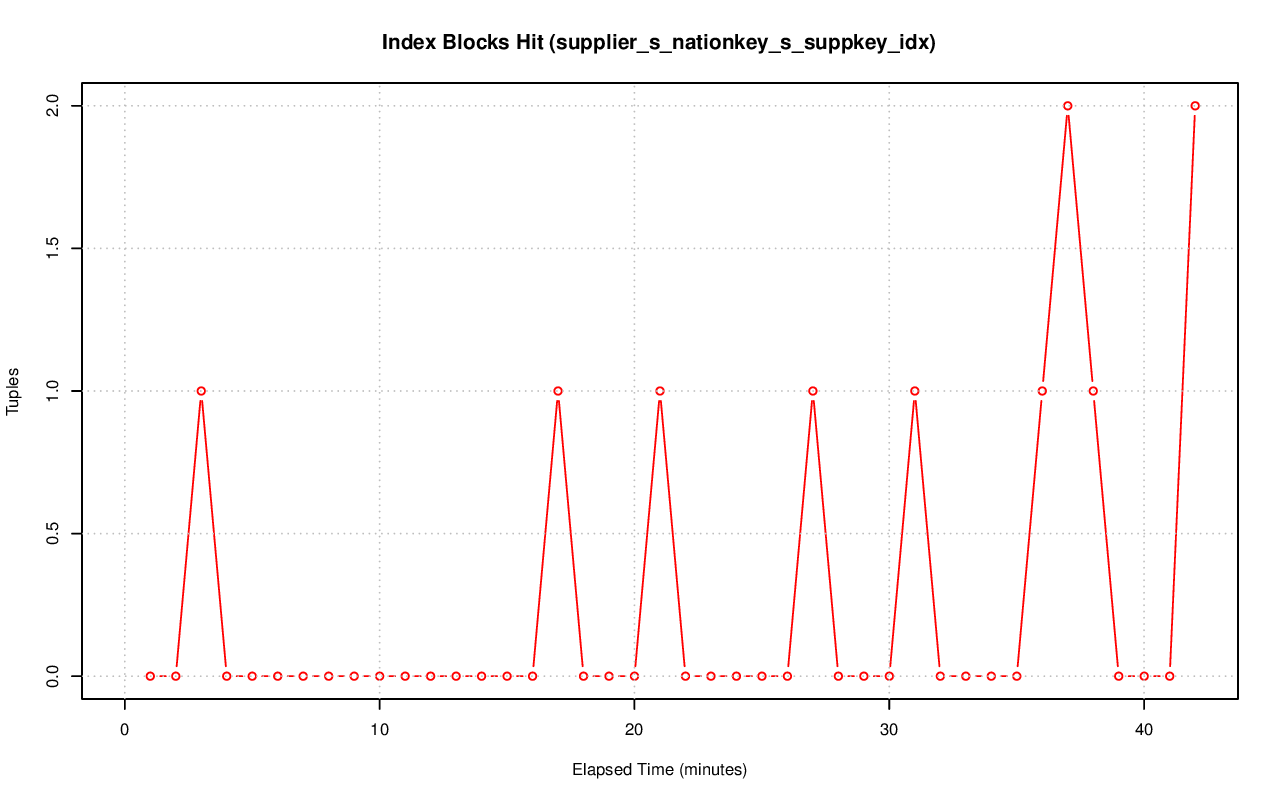 Index Blocks Hit (supplier_s_nationkey_s_suppkey_idx)
2.0
1.5
1.0
0.5
0.0
Tuples
0 10 20 30 40
Elapsed Time (minutes)